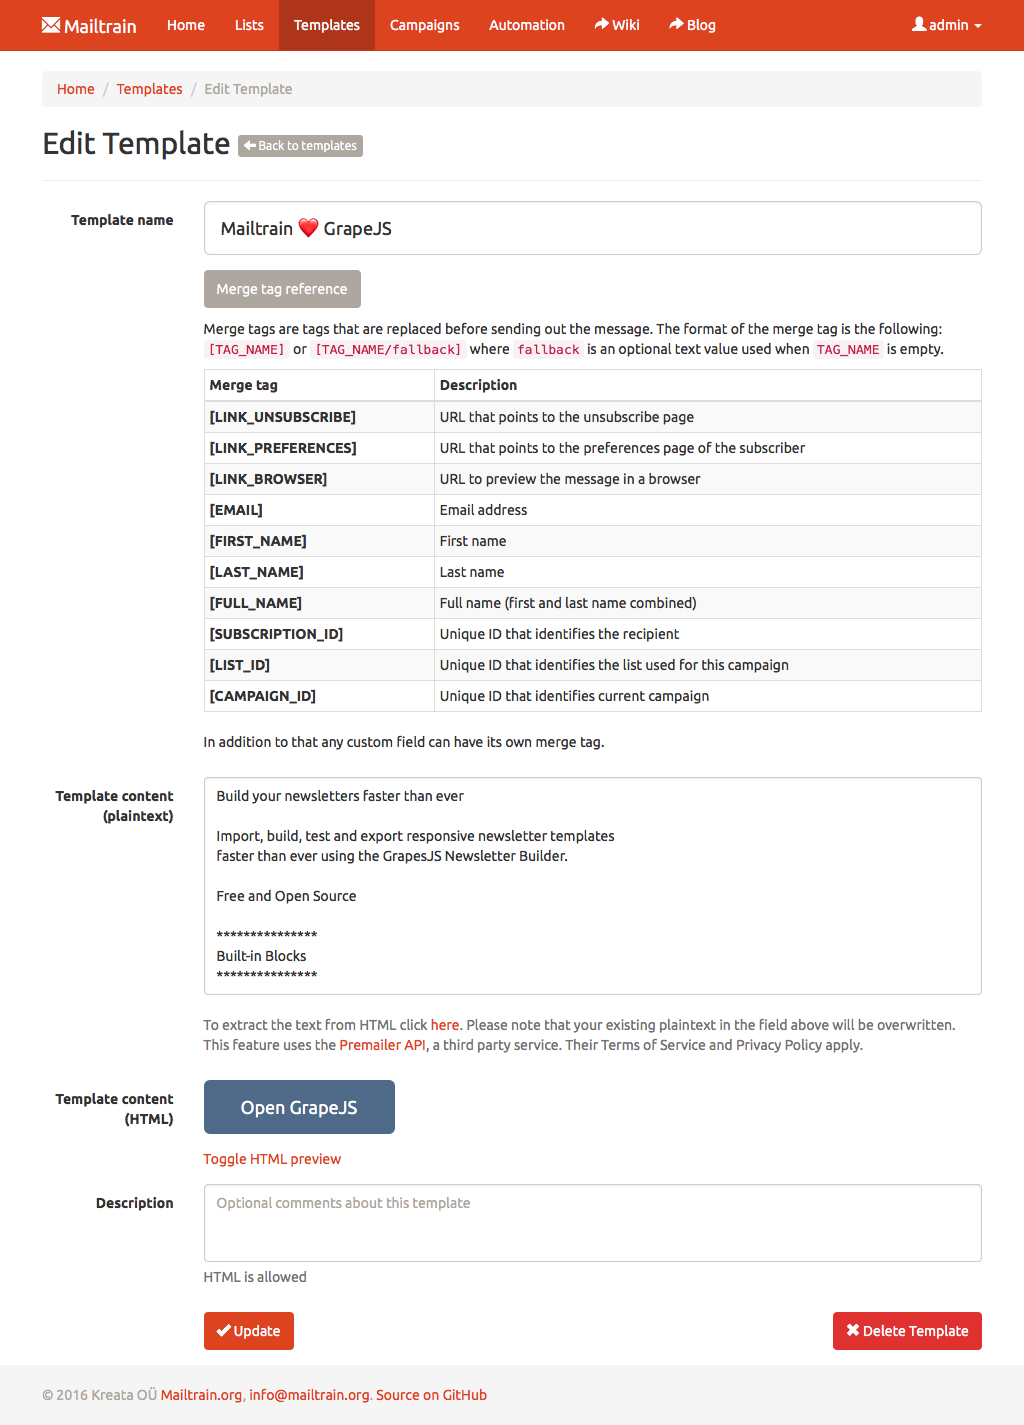 Mailtrain Home Lists Templates Campaigns Automation Wiki Blog admin
Home / Templates / Edit Template
Edit Template Back to templates
Template name
Mailtrain ❤️ GrapeJS
Merge tag reference
Merge tags are tags that are replaced before sending out the message. The format of the merge tag is the following:
[TAG_NAME] or [TAG_NAME/fallback] where fallback is an optional text value used when TAG_NAME is empty.
Merge tag Description
[LINK_UNSUBSCRIBE] URL that points to the unsubscribe page
[LINK_PREFERENCES] URL that points to the preferences page of the subscriber
[LINK_BROWSER] URL to preview the message in a browser
[EMAIL] Email address
[FIRST_NAME] First name
[LAST_NAME] Last name
[FULL_NAME] Full name (first and last name combined)
[SUBSCRIPTION_ID] Unique ID that identifies the recipient
[LIST_ID] Unique ID that identifies the list used for this campaign
[CAMPAIGN_ID] Unique ID that identifies current campaign
In addition to that any custom field can have its own merge tag.
Template content
(plaintext)
Build your newsletters faster than ever
Import, build, test and export responsive newsletter templates
faster than ever using the GrapesJS Newsletter Builder.
Free and Open Source
***************
Built-in Blocks
***************
To extract the text from HTML click here. Please note that your existing plaintext in the field above will be overwritten.
This feature uses the Premailer API, a third party service. Their Terms of Service and Privacy Policy apply.
Template content
(HTML)
Open GrapeJS
Toggle HTML preview
Description
Optional comments about this template
HTML is allowed
Update Delete Template
© 2016 Kreata OÜ Mailtrain.org, info@mailtrain.org. Source on GitHub